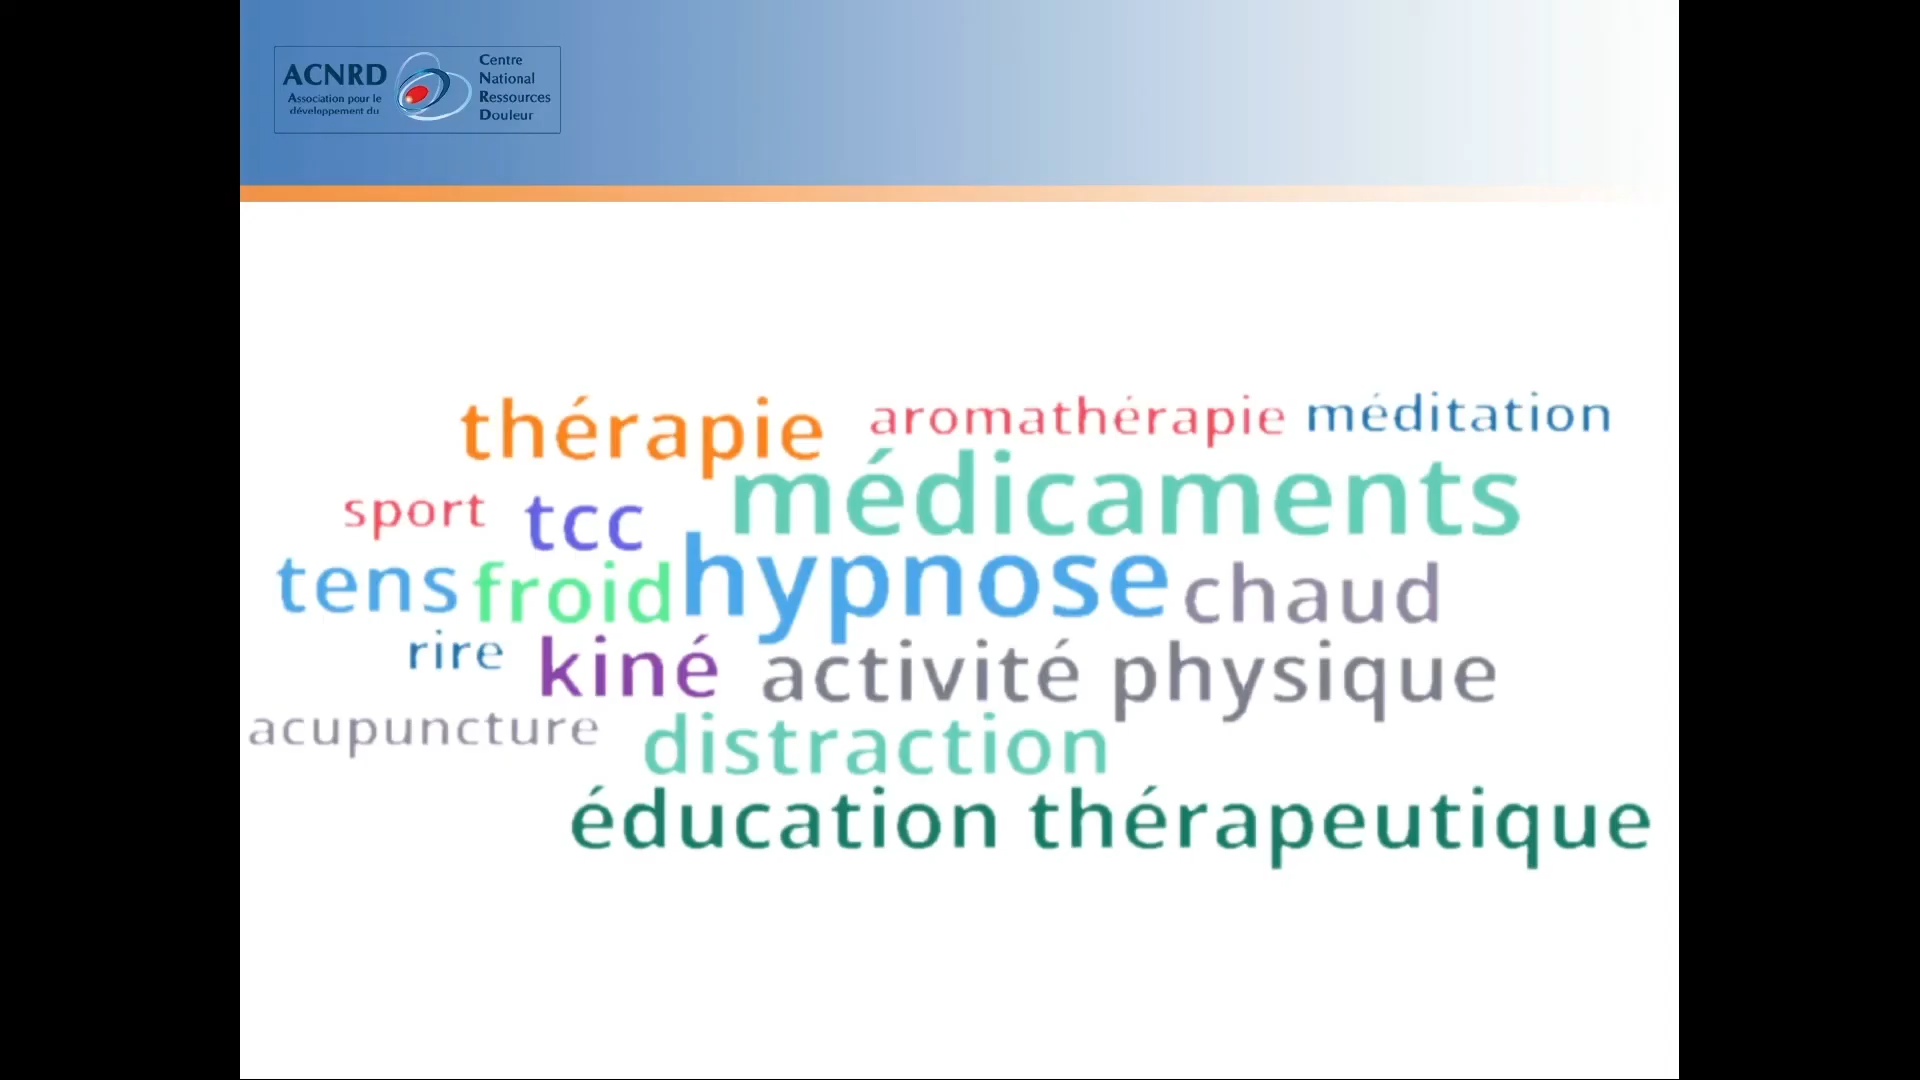 ACNRD
Association pour le
développement du
Centre
National
Ressources
Douleur
thérapie aromathérapie méditation
médicaments
sport tcc
tens froid hypnose chaud
rire kiné activité physique
acupuncture distraction
éducation thérapeutique